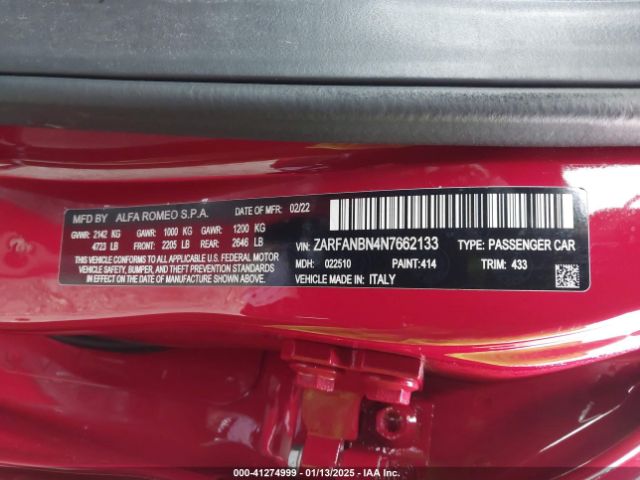 MFD BY ALFA ROMEO S.P.A. DATE OF MFR: 02/22
GVWR: 2142 KG GAWR: 1000 KG GAWR: 1200 KG
4723 LB FRONT: 2205 LB REAR: 2646 LB
THIS VEHICLE CONFORMS TO ALL APPLICABLE U.S. FEDERAL MOTOR
VEHICLE SAFETY, BUMPER, AND THEFT PREVENTION STANDARDS
IN EFFECT ON THE DATE OF MANUFACTURE SHOWN ABOVE.
VIN: ZARFANBN4N7662133 TYPE: PASSENGER CAR
MDH: 022510 PAINT:414 TRIM: 433
VEHICLE MADE IN: ITALY
000-41274999 01/13/2025 IAA Inc.